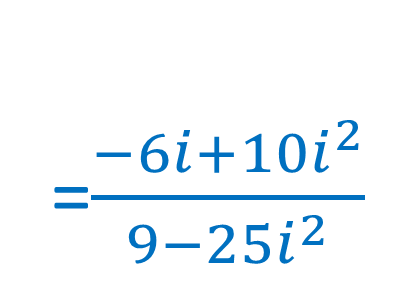 −6i+10i²
=
9−25i²